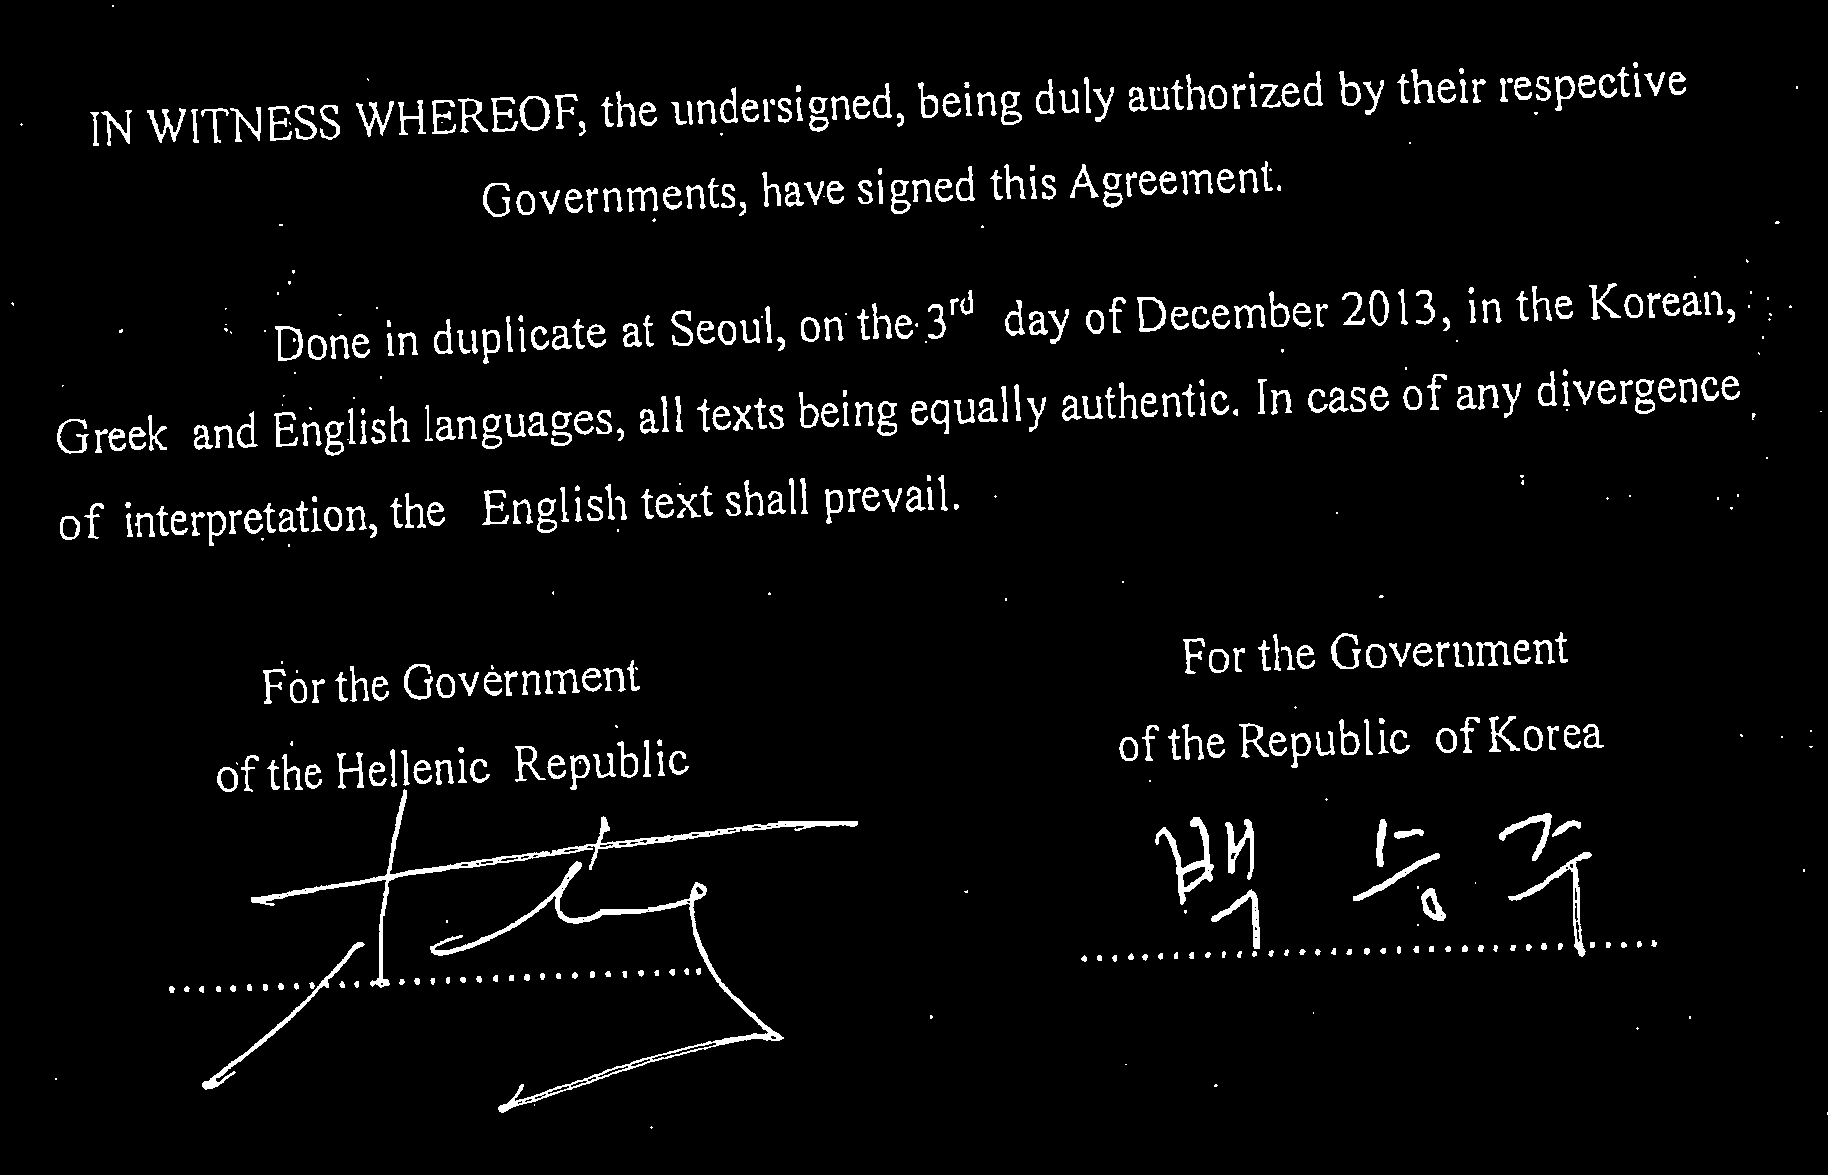 IN WITNESS WHEREOF, the undersigned, being duly authorized by their respective
Governments, have signed this Agreement.
Done in duplicate at Seoul, on the 3rd day of December 2013, in the Korean,
Greek and English languages, all texts being equally authentic. In case of any divergence
of interpretation, the English text shall prevail.
For the Government
of the Hellenic Republic
For the Government
of the Republic of Korea
백승주